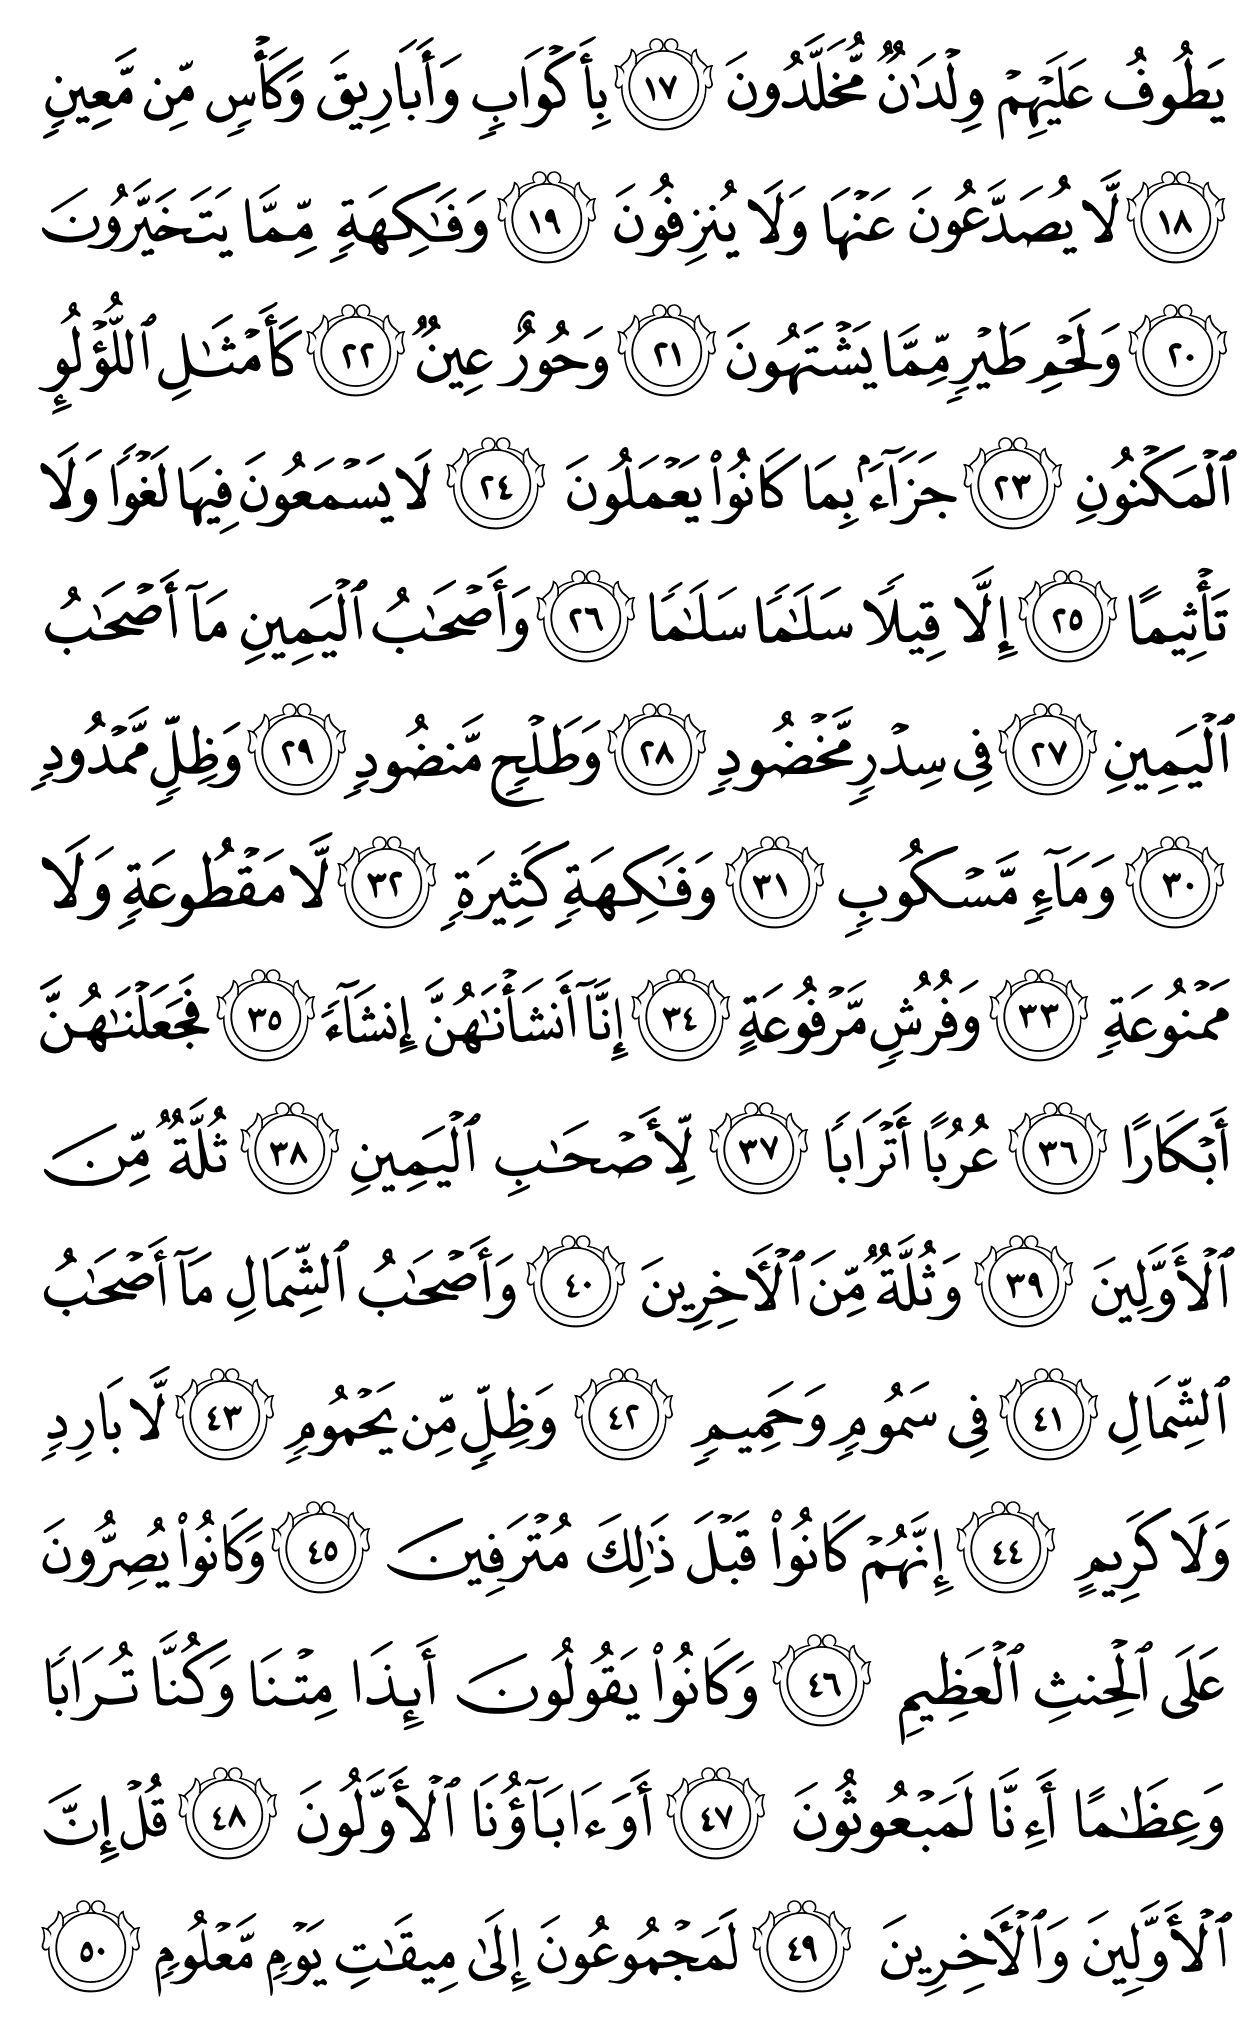 يَطُوفُ عَلَيْهِمْ وِلْدَٰنٌ مُّخَلَّدُونَ ١٧ بِأَكْوَابٍ وَأَبَارِيقَ وَكَأْسٍ مِّن مَّعِينٍ
١٨ لَّا يُصَدَّعُونَ عَنْهَا وَلَا يُنزِفُونَ ١٩ وَفَٰكِهَةٍ مِّمَّا يَتَخَيَّرُونَ
٢٠ وَلَحْمِ طَيْرٍ مِّمَّا يَشْتَهُونَ ٢١ وَحُورٌ عِينٌ ٢٢ كَأَمْثَٰلِ ٱللُّؤْلُؤِ
ٱلْمَكْنُونِ ٢٣ جَزَآءًۢ بِمَا كَانُوا۟ يَعْمَلُونَ ٢٤ لَا يَسْمَعُونَ فِيهَا لَغْوًا وَلَا
تَأْثِيمًا ٢٥ إِلَّا قِيلًا سَلَٰمًا سَلَٰمًا ٢٦ وَأَصْحَٰبُ ٱلْيَمِينِ مَآ أَصْحَٰبُ
ٱلْيَمِينِ ٢٧ فِى سِدْرٍ مَّخْضُودٍ ٢٨ وَطَلْحٍ مَّنضُودٍ ٢٩ وَظِلٍّ مَّمْدُودٍ
٣٠ وَمَآءٍ مَّسْكُوبٍ ٣١ وَفَٰكِهَةٍ كَثِيرَةٍ ٣٢ لَّا مَقْطُوعَةٍ وَلَا
مَمْنُوعَةٍ ٣٣ وَفُرُشٍ مَّرْفُوعَةٍ ٣٤ إِنَّآ أَنشَأْنَٰهُنَّ إِنشَآءً ٣٥ فَجَعَلْنَٰهُنَّ
أَبْكَارًا ٣٦ عُرُبًا أَتْرَابًا ٣٧ لِّأَصْحَٰبِ ٱلْيَمِينِ ٣٨ ثُلَّةٌ مِّنَ
ٱلْأَوَّلِينَ ٣٩ وَثُلَّةٌ مِّنَ ٱلْـَٔاخِرِينَ ٤٠ وَأَصْحَٰبُ ٱلشِّمَالِ مَآ أَصْحَٰبُ
ٱلشِّمَالِ ٤١ فِى سَمُومٍ وَحَمِيمٍ ٤٢ وَظِلٍّ مِّن يَحْمُومٍ ٤٣ لَّا بَارِدٍ
وَلَا كَرِيمٍ ٤٤ إِنَّهُمْ كَانُوا۟ قَبْلَ ذَٰلِكَ مُتْرَفِينَ ٤٥ وَكَانُوا۟ يُصِرُّونَ
عَلَى ٱلْحِنثِ ٱلْعَظِيمِ ٤٦ وَكَانُوا۟ يَقُولُونَ أَئِذَا مِتْنَا وَكُنَّا تُرَابًا
وَعِظَٰمًا أَءِنَّا لَمَبْعُوثُونَ ٤٧ أَوَءَابَآؤُنَا ٱلْأَوَّلُونَ ٤٨ قُلْ إِنَّ
ٱلْأَوَّلِينَ وَٱلْـَٔاخِرِينَ ٤٩ لَمَجْمُوعُونَ إِلَىٰ مِيقَٰتِ يَوْمٍ مَّعْلُومٍ ٥٠